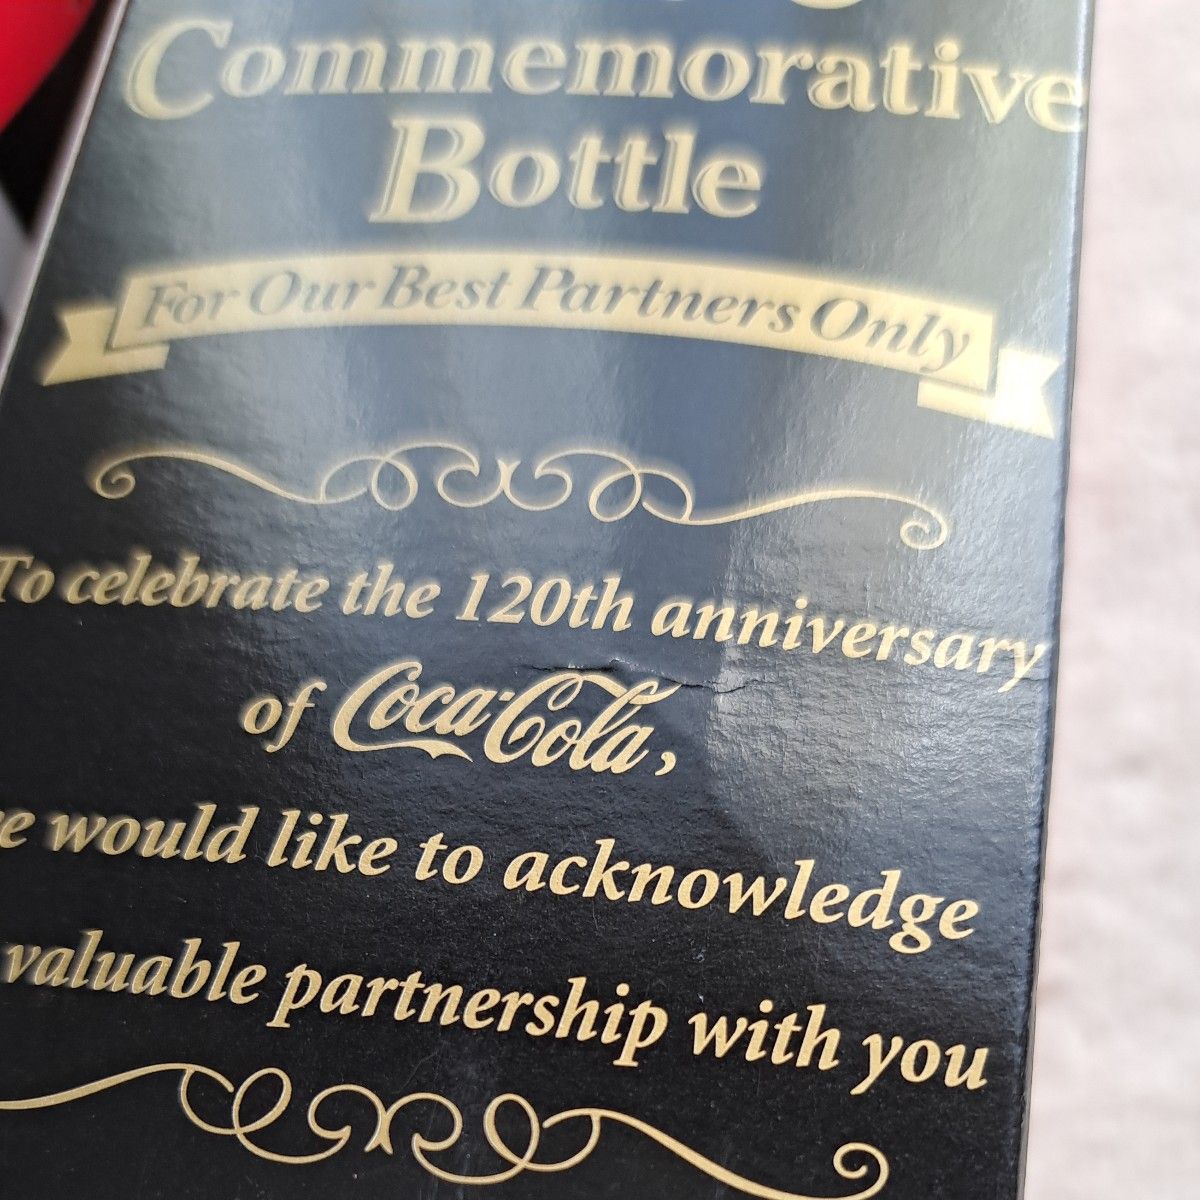 Commemorative
Bottle
For Our Best Partners Only
To celebrate the 120th anniversary
of Coca-Cola,
would like to acknowledge
valuable partnership with you